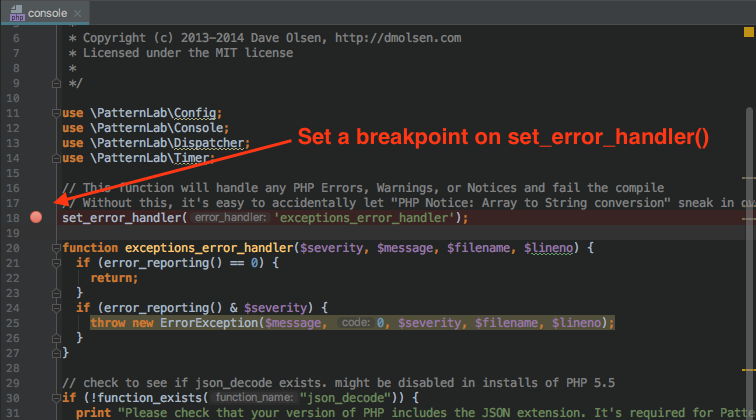 console
5 *
6 * Copyright (c) 2013-2014 Dave Olsen, http://dmolsen.com
7 * Licensed under the MIT license
8 *
9 */
10
11 use \PatternLab\Config;
12 use \PatternLab\Console;
13 use \PatternLab\Dispatcher;
14 use \PatternLab\Timer;
Set a breakpoint on set_error_handler()
15
16 // This function will handle any PHP Errors, Warnings, or Notices and fail the compile
17 // Without this, it's easy to accidentally let "PHP Notice: Array to String conversion" sneak in
18 set_error_handler( error_handler: 'exceptions_error_handler');
19
20 function exceptions_error_handler($severity, $message, $filename, $lineno) {
21 if (error_reporting() == 0) {
22 return;
23 }
24 if (error_reporting() & $severity) {
25 throw new ErrorException($message, code: 0, $severity, $filename, $lineno);
26 }
27 }
28
29 // check to see if json_decode exists. might be disabled in installs of PHP 5.5
30 if (!function_exists( function_name: "json_decode")) {
31 print "Please check that your version of PHP includes the JSON extension. It's required for Patte